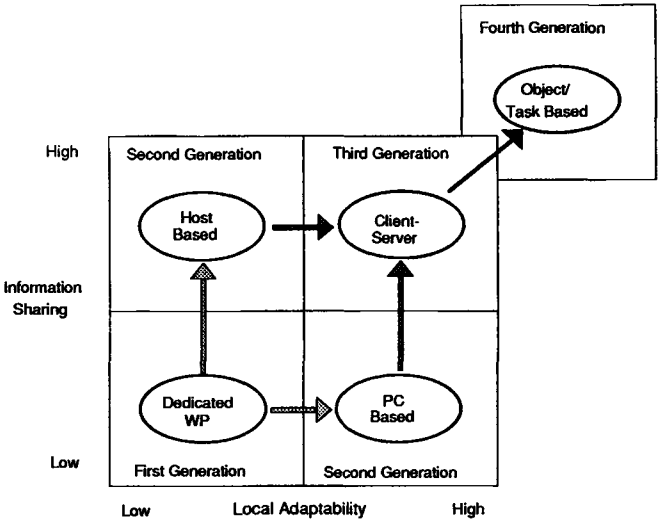 Fourth Generation
Object/
Task Based
High
Second Generation
Third Generation
Host
Based
Client-
Server
Information
Sharing
Dedicated
WP
PC
Based
Low
First Generation
Second Generation
Low
Local Adaptability
High